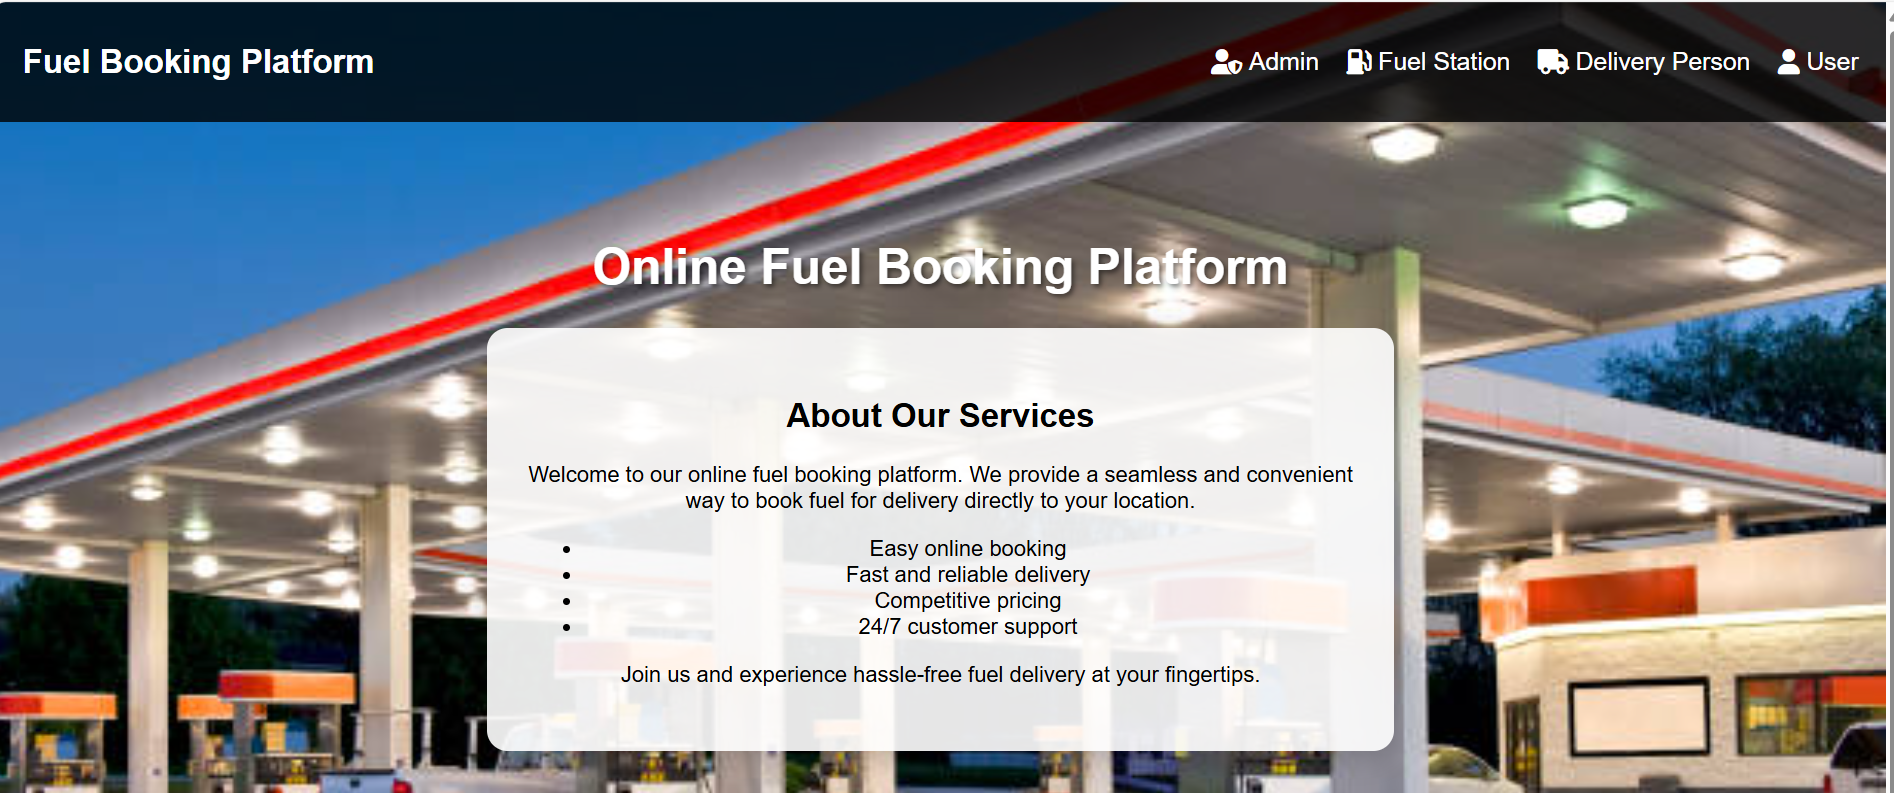 Fuel Booking Platform
Admin Fuel Station Delivery Person User
Online Fuel Booking Platform
About Our Services
Welcome to our online fuel booking platform. We provide a seamless and convenient
way to book fuel for delivery directly to your location.
• Easy online booking
• Fast and reliable delivery
• Competitive pricing
• 24/7 customer support
Join us and experience hassle-free fuel delivery at your fingertips.